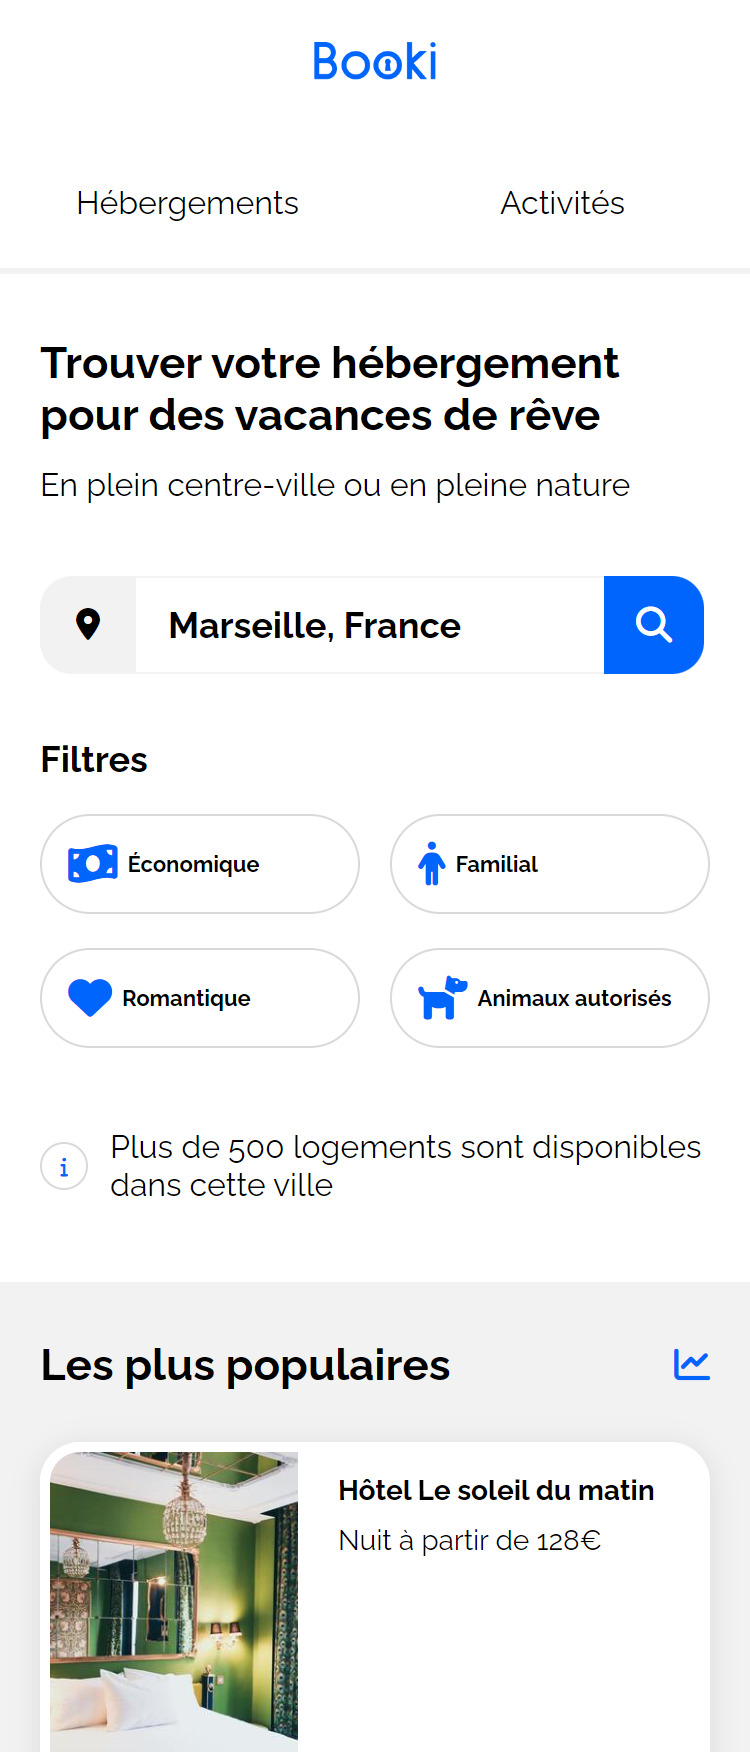 Booki
Hébergements
Activités
Trouver votre hébergement
pour des vacances de rêve
En plein centre-ville ou en pleine nature
Marseille, France
Filtres
Économique
Familial
Romantique
Animaux autorisés
Plus de 500 logements sont disponibles
dans cette ville
Les plus populaires
Hôtel Le soleil du matin
Nuit à partir de 128€